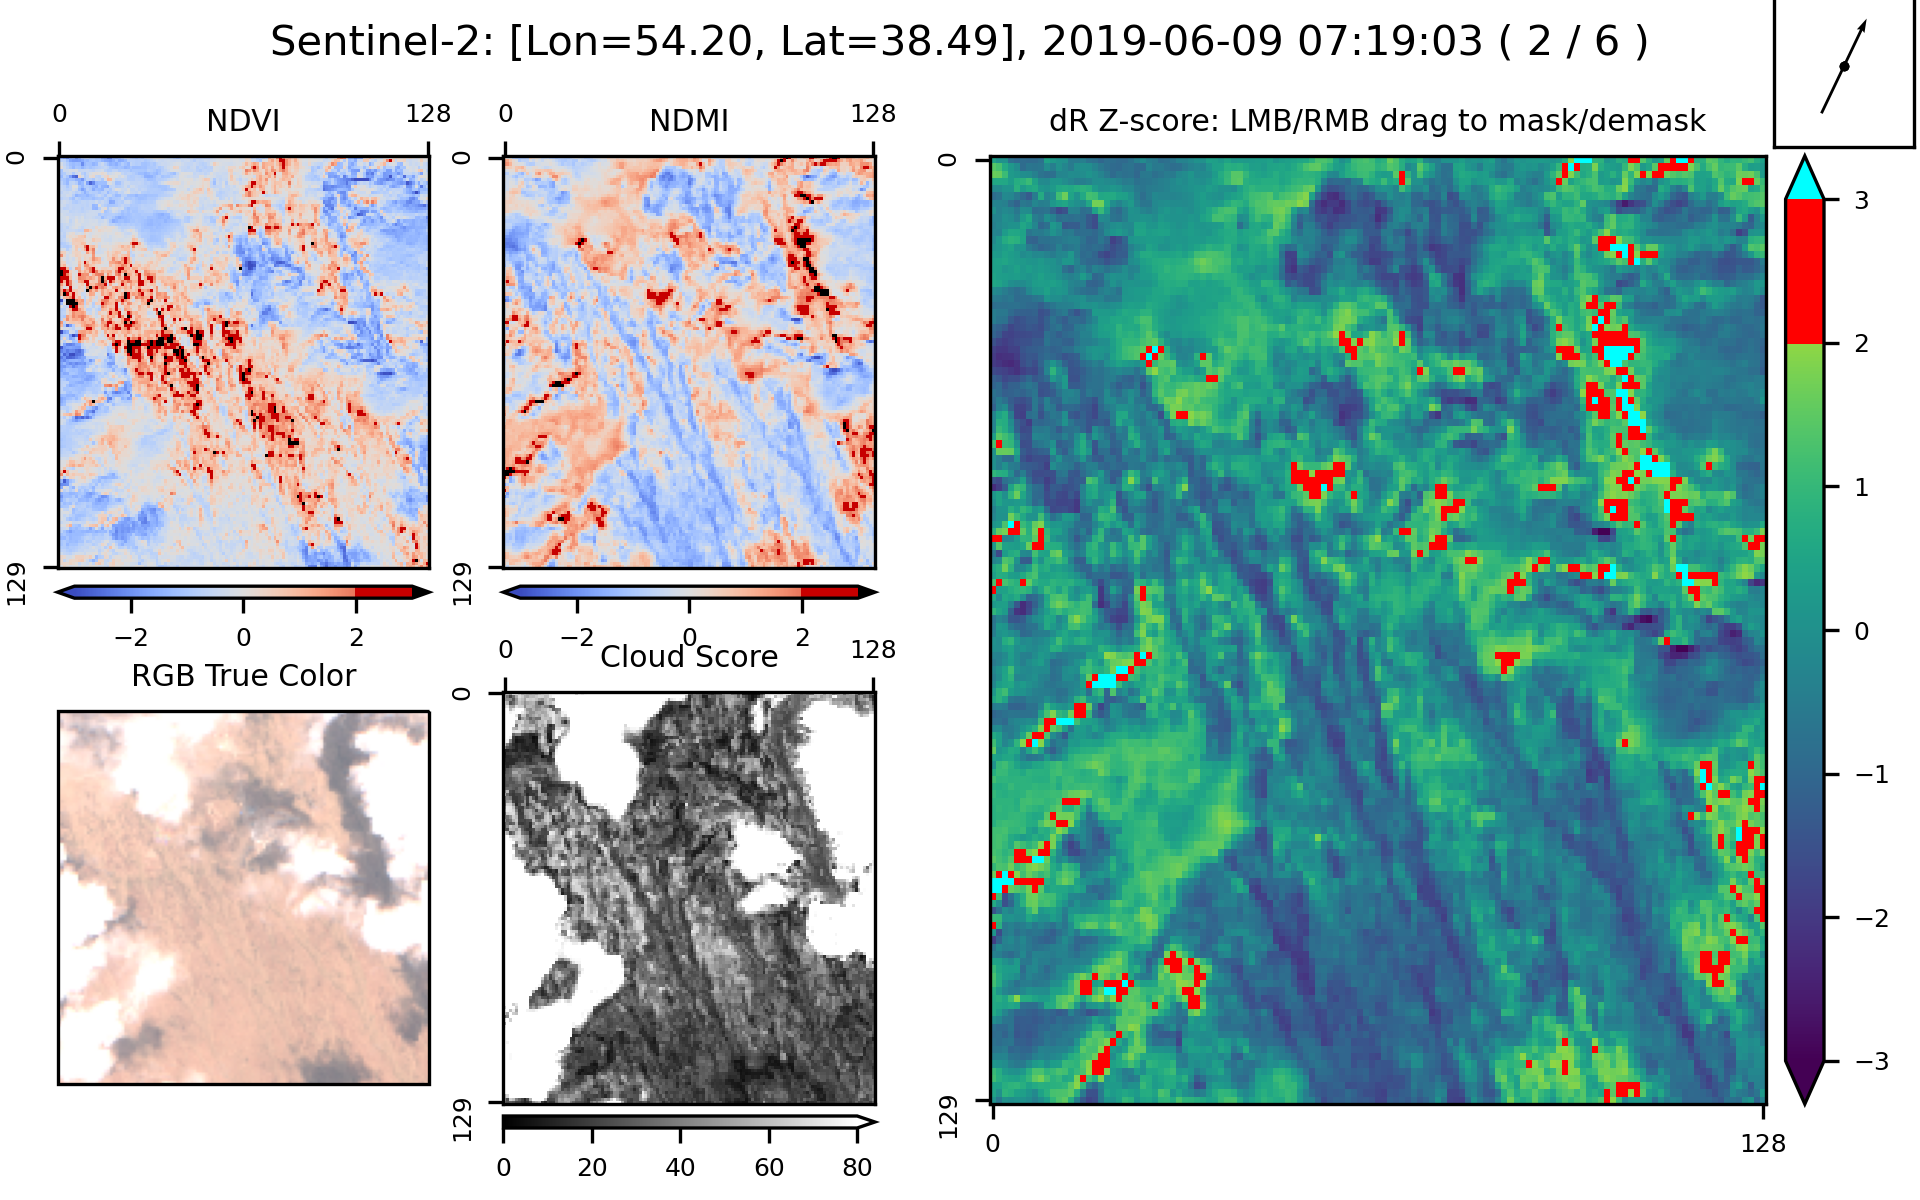 Sentinel-2: [Lon=54.20, Lat=38.49], 2019-06-09 07:19:03 ( 2 / 6 )
NDVI
0 128
0
129
−2 0 2
NDMI
0 128
0
129
−2 0 2
RGB True Color
Cloud Score
0 128
0
129
0 20 40 60 80
dR Z-score: LMB/RMB drag to mask/demask
0
129
0 128
3
2
1
0
−1
−2
−3